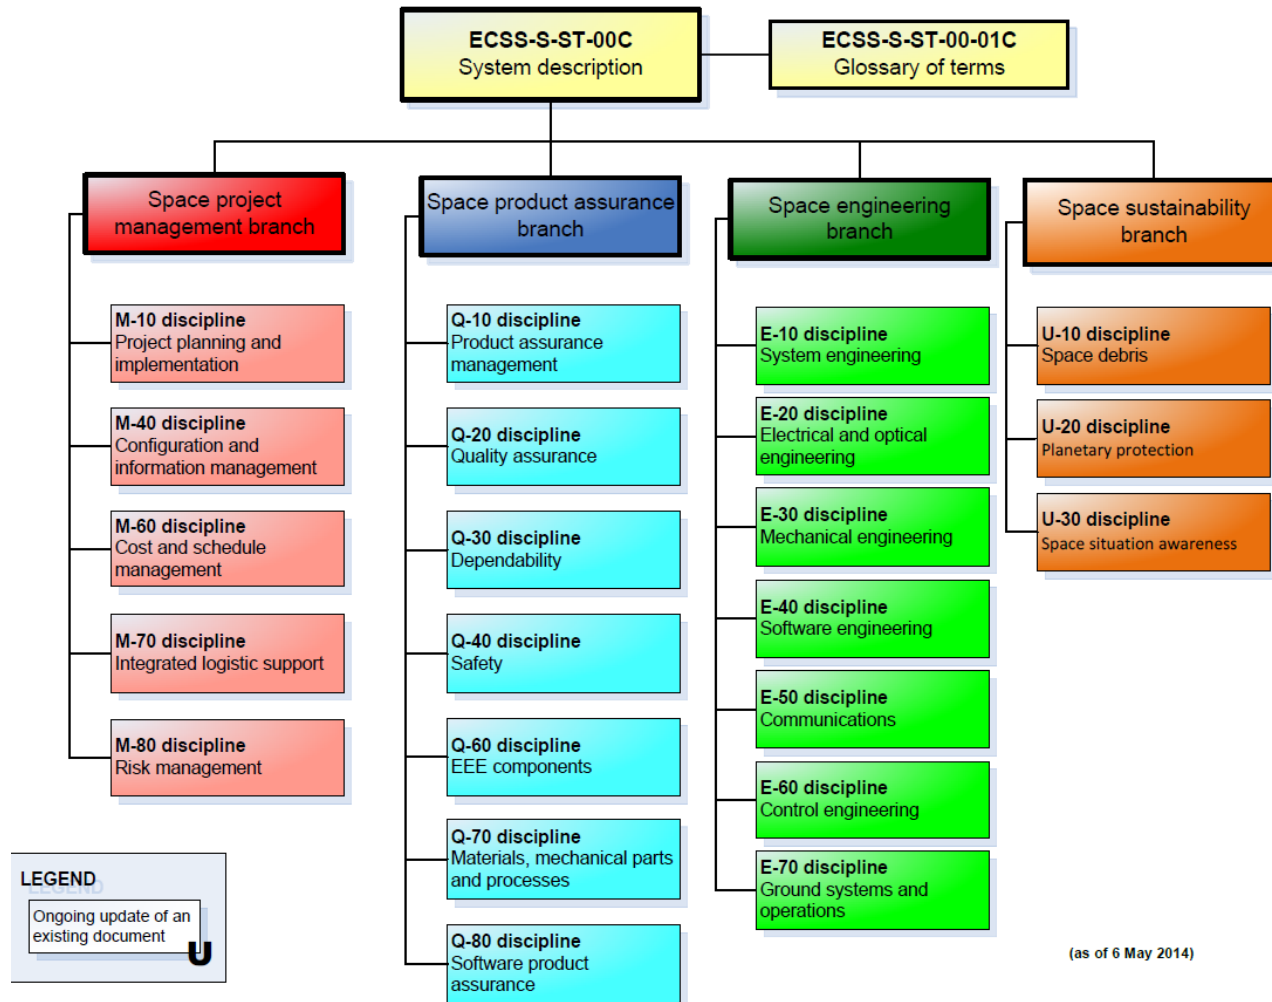 ECSS-S-ST-00C
System description
ECSS-S-ST-00-01C
Glossary of terms
Space project
management branch
Space product assurance
branch
Space engineering
branch
Space sustainability
branch
M-10 discipline
Project planning and
implementation
M-40 discipline
Configuration and
information management
M-60 discipline
Cost and schedule
management
M-70 discipline
Integrated logistic support
M-80 discipline
Risk management
Q-10 discipline
Product assurance
management
Q-20 discipline
Quality assurance
Q-30 discipline
Dependability
Q-40 discipline
Safety
Q-60 discipline
EEE components
Q-70 discipline
Materials, mechanical parts
and processes
Q-80 discipline
Software product
assurance
E-10 discipline
System engineering
E-20 discipline
Electrical and optical
engineering
E-30 discipline
Mechanical engineering
E-40 discipline
Software engineering
E-50 discipline
Communications
E-60 discipline
Control engineering
E-70 discipline
Ground systems and
operations
U-10 discipline
Space debris
U-20 discipline
Planetary protection
U-30 discipline
Space situation awareness
LEGEND
Ongoing update of an
existing document
U
(as of 6 May 2014)